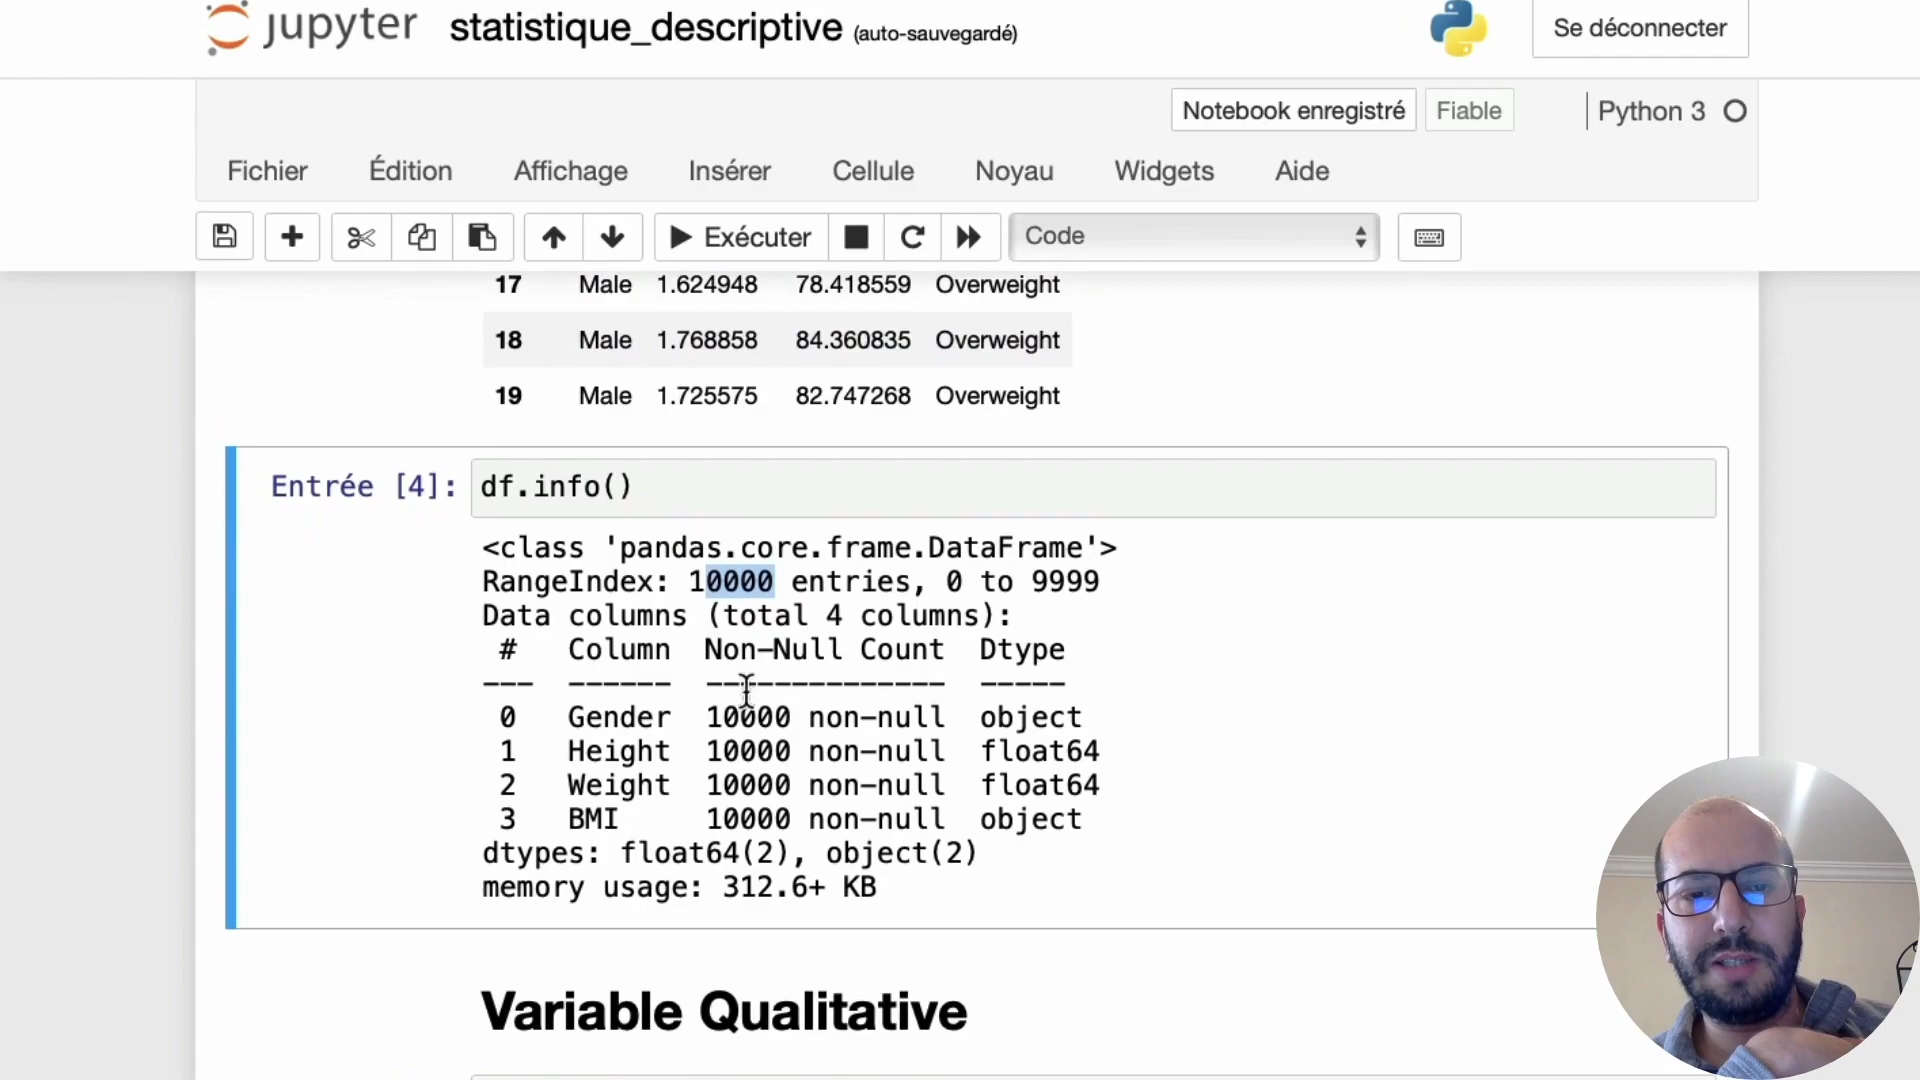 jupyter statistique_descriptive (auto-sauvegardé) Se déconnecter
Notebook enregistré Fiable Python 3
Fichier Édition Affichage Insérer Cellule Noyau Widgets Aide
Exécuter Code
17 Male 1.624948 78.418559 Overweight
18 Male 1.768858 84.360835 Overweight
19 Male 1.725575 82.747268 Overweight
Entrée [4]: df.info()
<class 'pandas.core.frame.DataFrame'>
RangeIndex: 10000 entries, 0 to 9999
Data columns (total 4 columns):
# Column Non-Null Count Dtype
--- ------ -------------- -----
0 Gender 10000 non-null object
1 Height 10000 non-null float64
2 Weight 10000 non-null float64
3 BMI 10000 non-null object
dtypes: float64(2), object(2)
memory usage: 312.6+ KB
Variable Qualitative